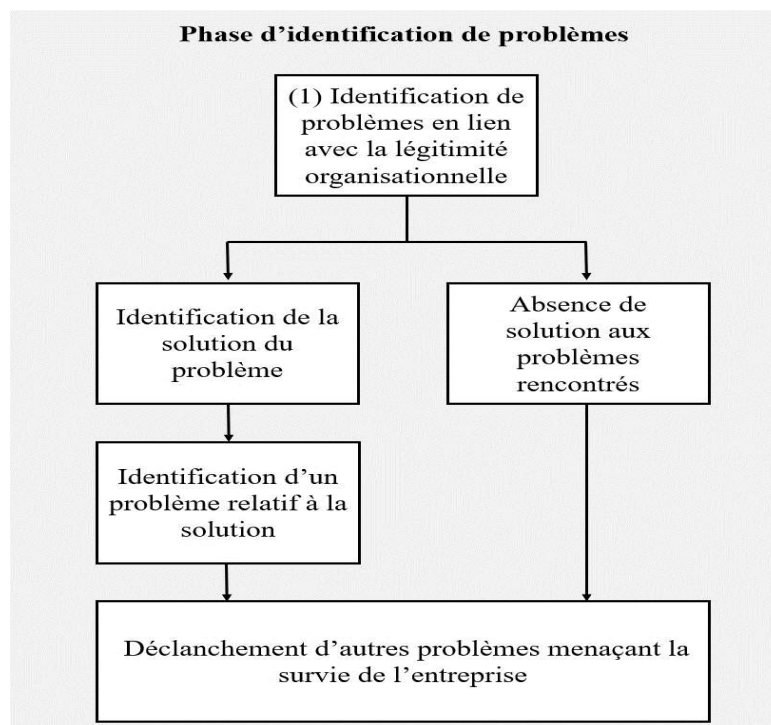 Phase d’identification de problèmes
(1) Identification de
problèmes en lien
avec la légitimité
organisationnelle
Identification de la
solution du
problème
Absence de
solution aux
problèmes
rencontrés
Identification d’un
problème relatif à la
solution
Déclanchement d’autres problèmes menaçant la
survie de l’entreprise